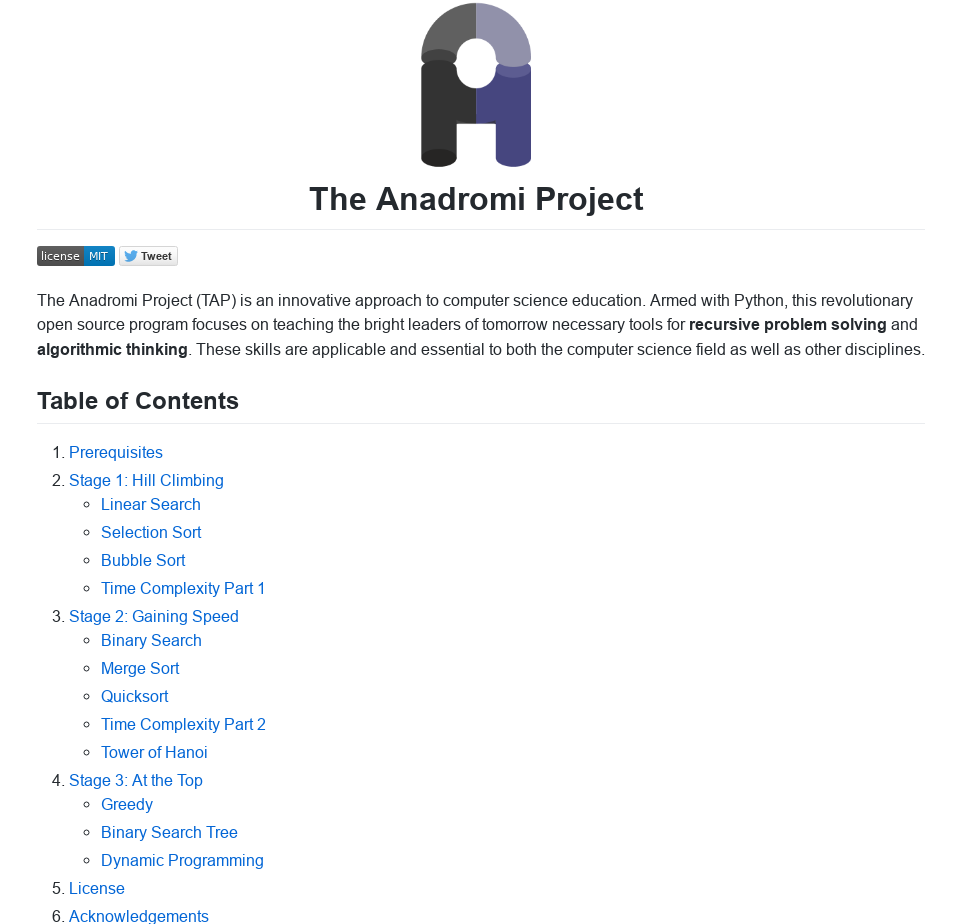 The Anadromi Project
license MIT Tweet
The Anadromi Project (TAP) is an innovative approach to computer science education. Armed with Python, this revolutionary
open source program focuses on teaching the bright leaders of tomorrow necessary tools for recursive problem solving and
algorithmic thinking. These skills are applicable and essential to both the computer science field as well as other disciplines.
Table of Contents
1. Prerequisites
2. Stage 1: Hill Climbing
◦ Linear Search
◦ Selection Sort
◦ Bubble Sort
◦ Time Complexity Part 1
3. Stage 2: Gaining Speed
◦ Binary Search
◦ Merge Sort
◦ Quicksort
◦ Time Complexity Part 2
◦ Tower of Hanoi
4. Stage 3: At the Top
◦ Greedy
◦ Binary Search Tree
◦ Dynamic Programming
5. License
6. Acknowledgements